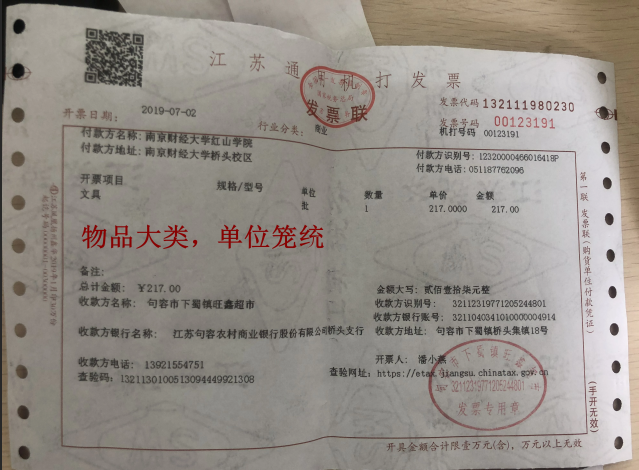 江苏通用机打发票
发票联
发票代码 132111980230
发票号码 00123191
开票日期： 2019-07-02
行业分类： 商业
机打号码 00123191
付款方名称：南京财经大学红山学院
付款方识别号：12320000466016418P
付款方地址：南京财经大学桥头校区
付款方电话：051187762096
开票项目 规格/型号 单位 数量 单价 金额
文具 批 1 217.0000 217.00
物品大类，单位笼统
备注：
总计金额：￥217.00
金额大写：贰佰壹拾柒元整
收款方名称： 句容市下蜀镇旺鑫超市
收款方识别号： 32112319771205244801
收款方银行账号：3211040341010000004914
收款方银行名称： 江苏句容农村商业银行股份有限公司桥头支行
收款方地址： 句容市下蜀镇桥头集镇18号
收款方电话：13921554751
开票人：潘小燕
查验码：132113010051309444992​1308
查验网址：https://etax.jiangsu.chinatax.gov.cn
32112319771205244801
发票专用章
开具金额合计限壹万元(含)，万元以上无效
第一联 发票联(购货单位付款凭证)
(手开无效)